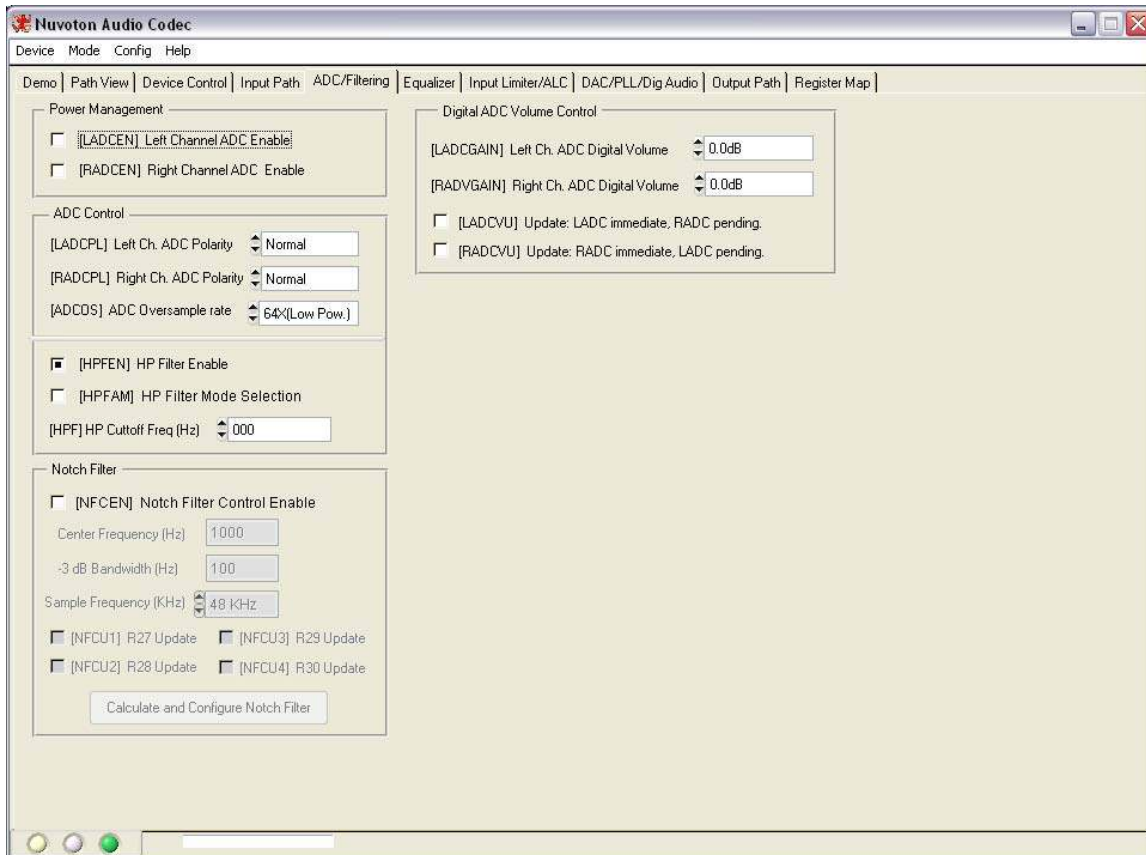 Nuvoton Audio Codec
Device Mode Config Help
Demo Path View Device Control Input Path ADC/Filtering Equalizer Input Limiter/ALC DAC/PLL/Dig Audio Output Path Register Map
Power Management
[LADCEN] Left Channel ADC Enable
[RADCEN] Right Channel ADC Enable
ADC Control
[LADCPL] Left Ch. ADC Polarity Normal
[RADCPL] Right Ch. ADC Polarity Normal
[ADCOS] ADC Oversample rate 64X(Low Pow.)
[HPFEN] HP Filter Enable
[HPFAM] HP Filter Mode Selection
[HPF] HP Cuttoff Freq (Hz) 000
Notch Filter
[NFCEN] Notch Filter Control Enable
Center Frequency (Hz) 1000
-3 dB Bandwidth (Hz) 100
Sample Frequency (KHz) 48 KHz
[NFCU1] R27 Update [NFCU3] R29 Update
[NFCU2] R28 Update [NFCU4] R30 Update
Calculate and Configure Notch Filter
Digital ADC Volume Control
[LADCGAIN] Left Ch. ADC Digital Volume 0.0dB
[RADVGAIN] Right Ch. ADC Digital Volume 0.0dB
[LADCVU] Update: LADC immediate, RADC pending.
[RADCVU] Update: RADC immediate, LADC pending.